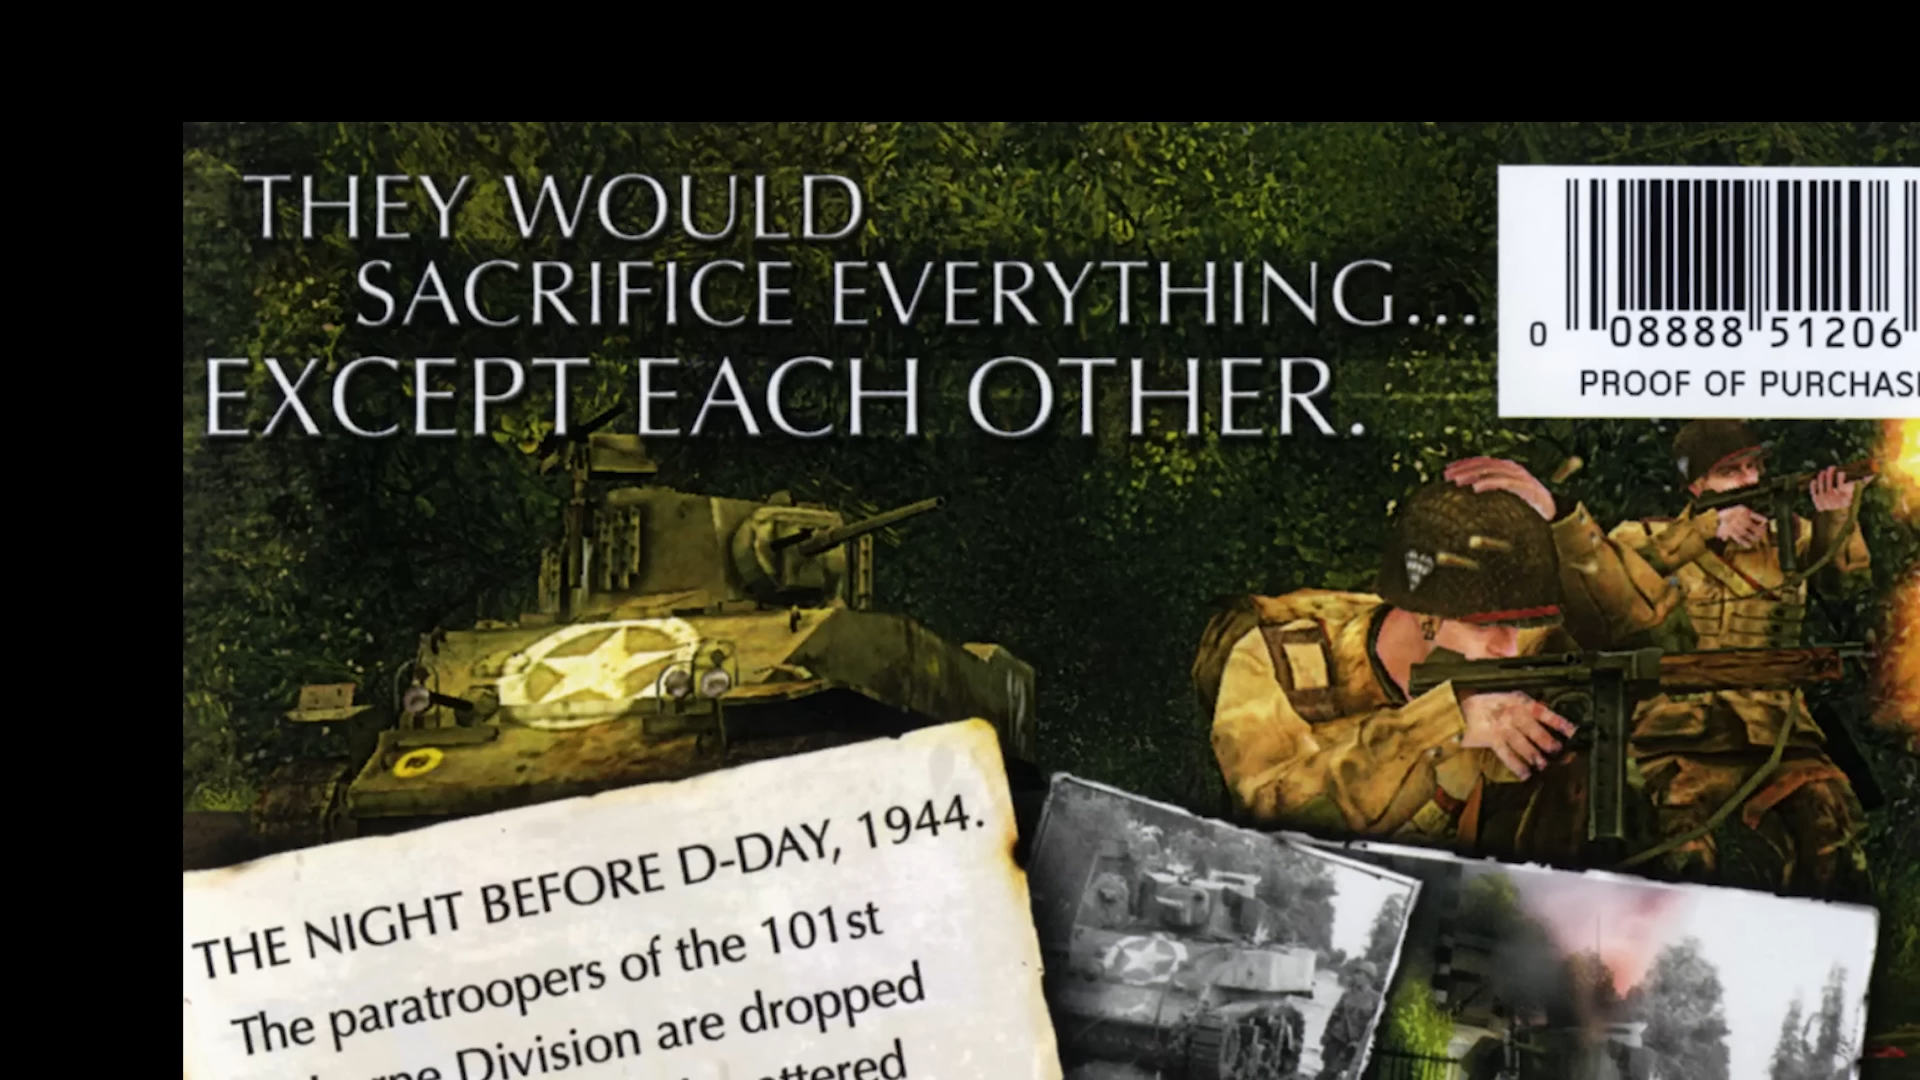 THEY WOULD
SACRIFICE EVERYTHING...
EXCEPT EACH OTHER.
0 08888 51206
PROOF OF
THE NIGHT BEFORE D-DAY, 1944.
The paratroopers of the 101st
Division are dropped